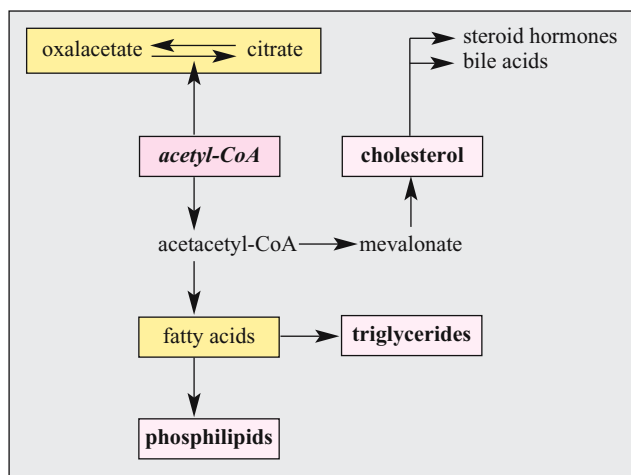 oxalacetate citrate
steroid hormones
bile acids
acetyl-CoA
cholesterol
acetacetyl-CoA
mevalonate
fatty acids
triglycerides
phosphilipids